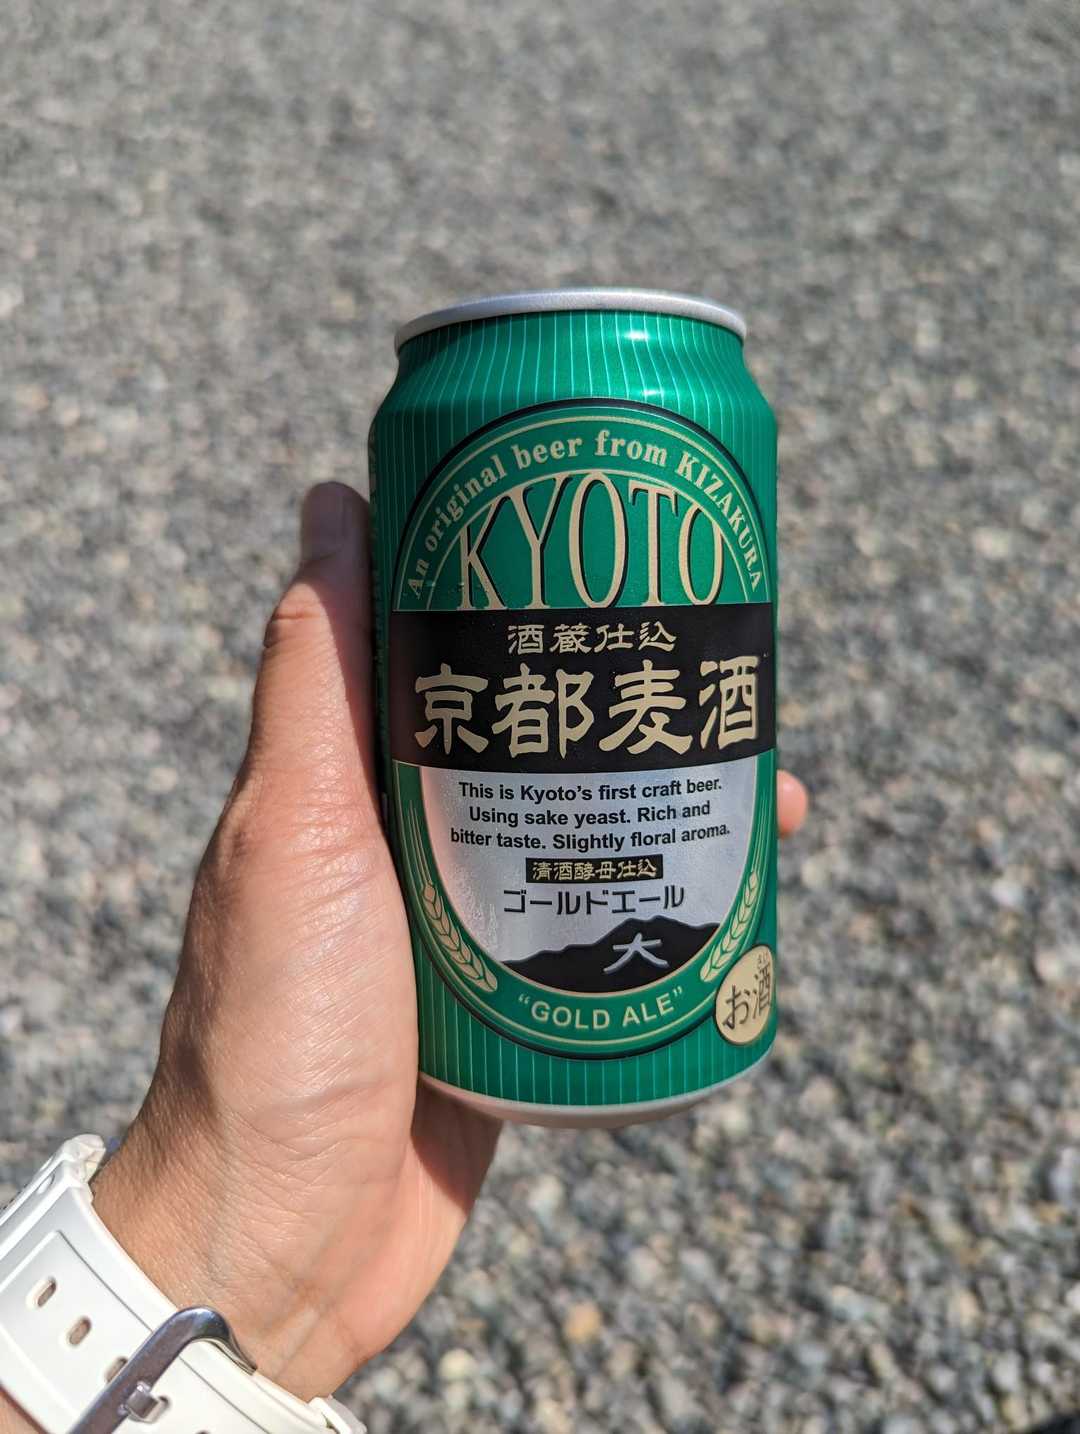 An original beer from KIZAKURA
KYOTO
酒蔵仕込
京都麦酒
This is Kyoto's first craft beer.
Using sake yeast. Rich and
bitter taste. Slightly floral aroma.
清酒酵母仕込
ゴールドエール
大
"GOLD ALE"
お酒